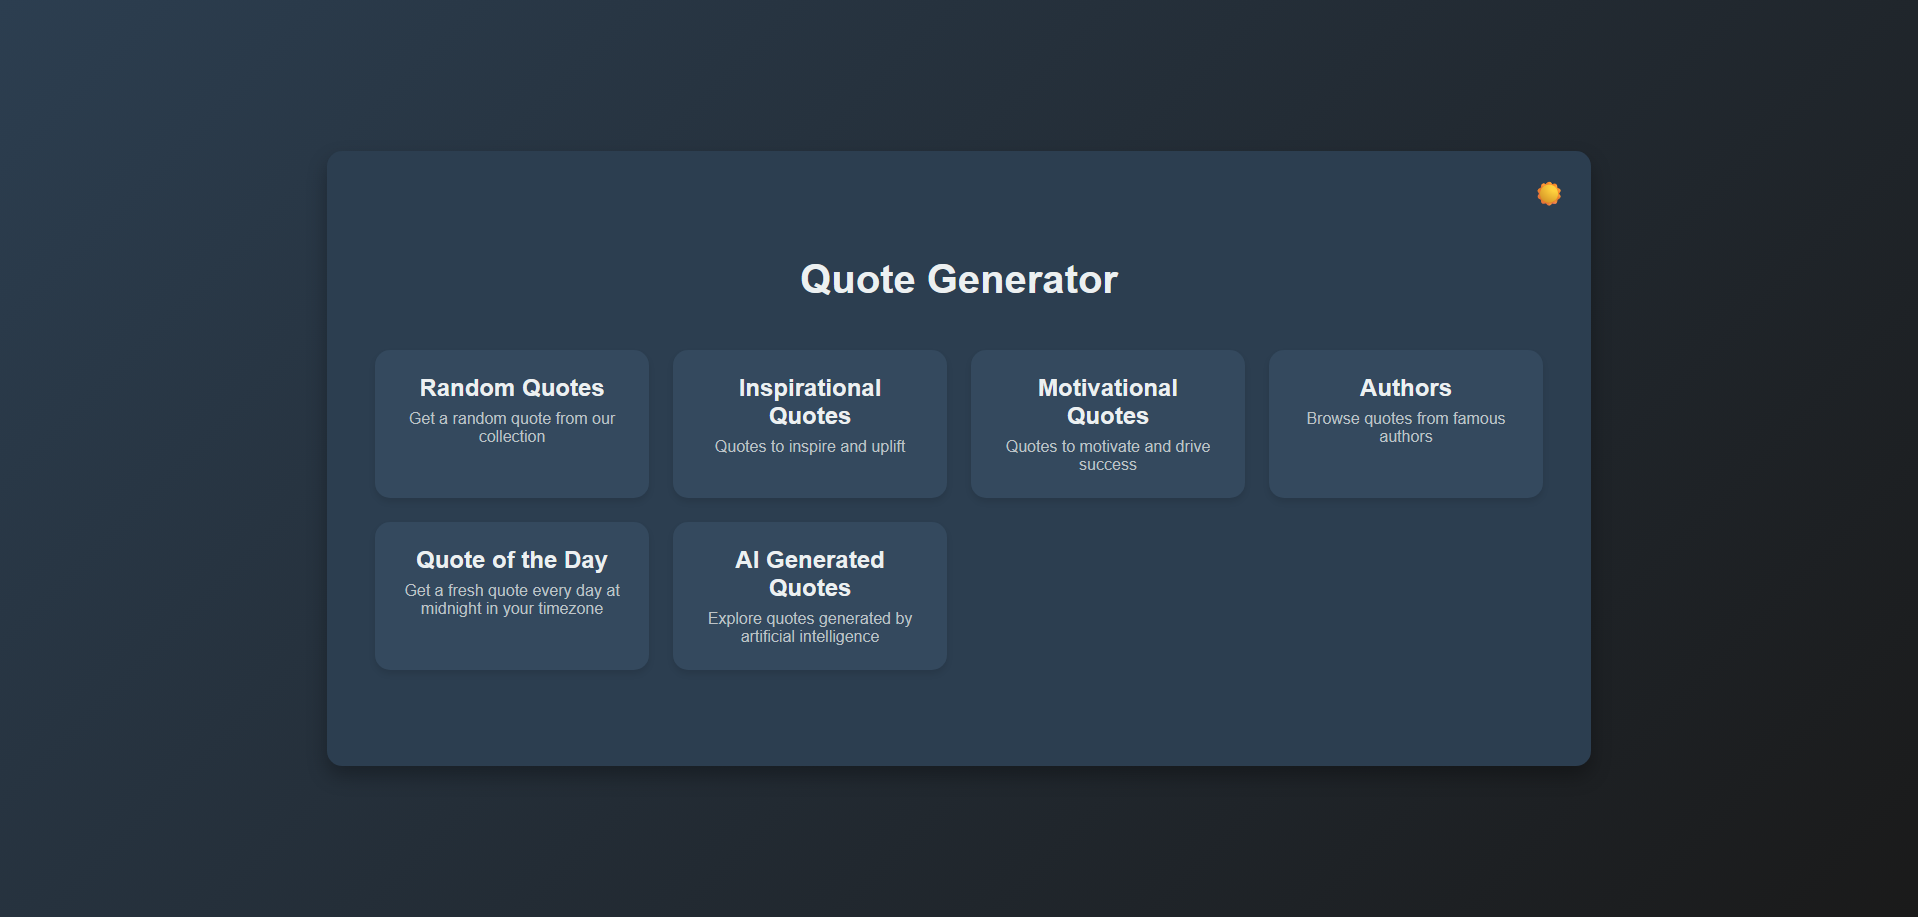 Quote Generator
Random Quotes
Get a random quote from our
collection
Inspirational
Quotes
Quotes to inspire and uplift
Motivational
Quotes
Quotes to motivate and drive
success
Authors
Browse quotes from famous
authors
Quote of the Day
Get a fresh quote every day at
midnight in your timezone
AI Generated
Quotes
Explore quotes generated by
artificial intelligence